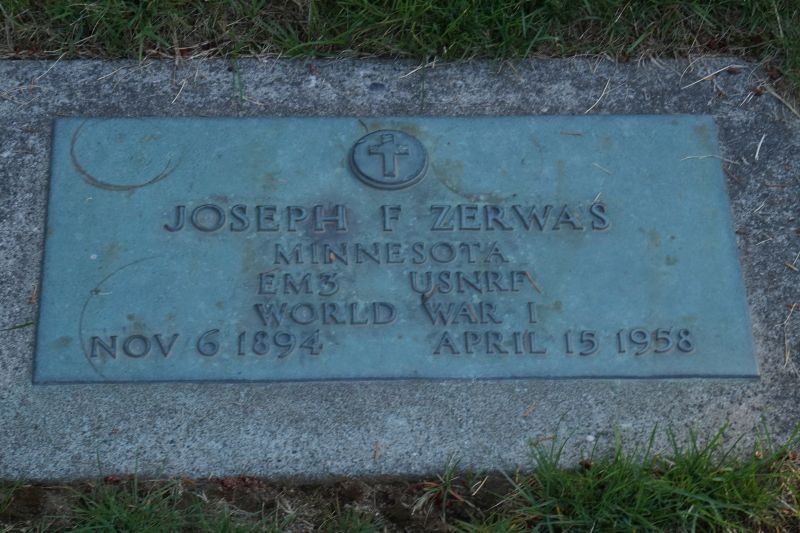 JOSEPH F ZERWAS
MINNESOTA
EM3 USNRF
WORLD WAR I
NOV 6 1894 APRIL 15 1958